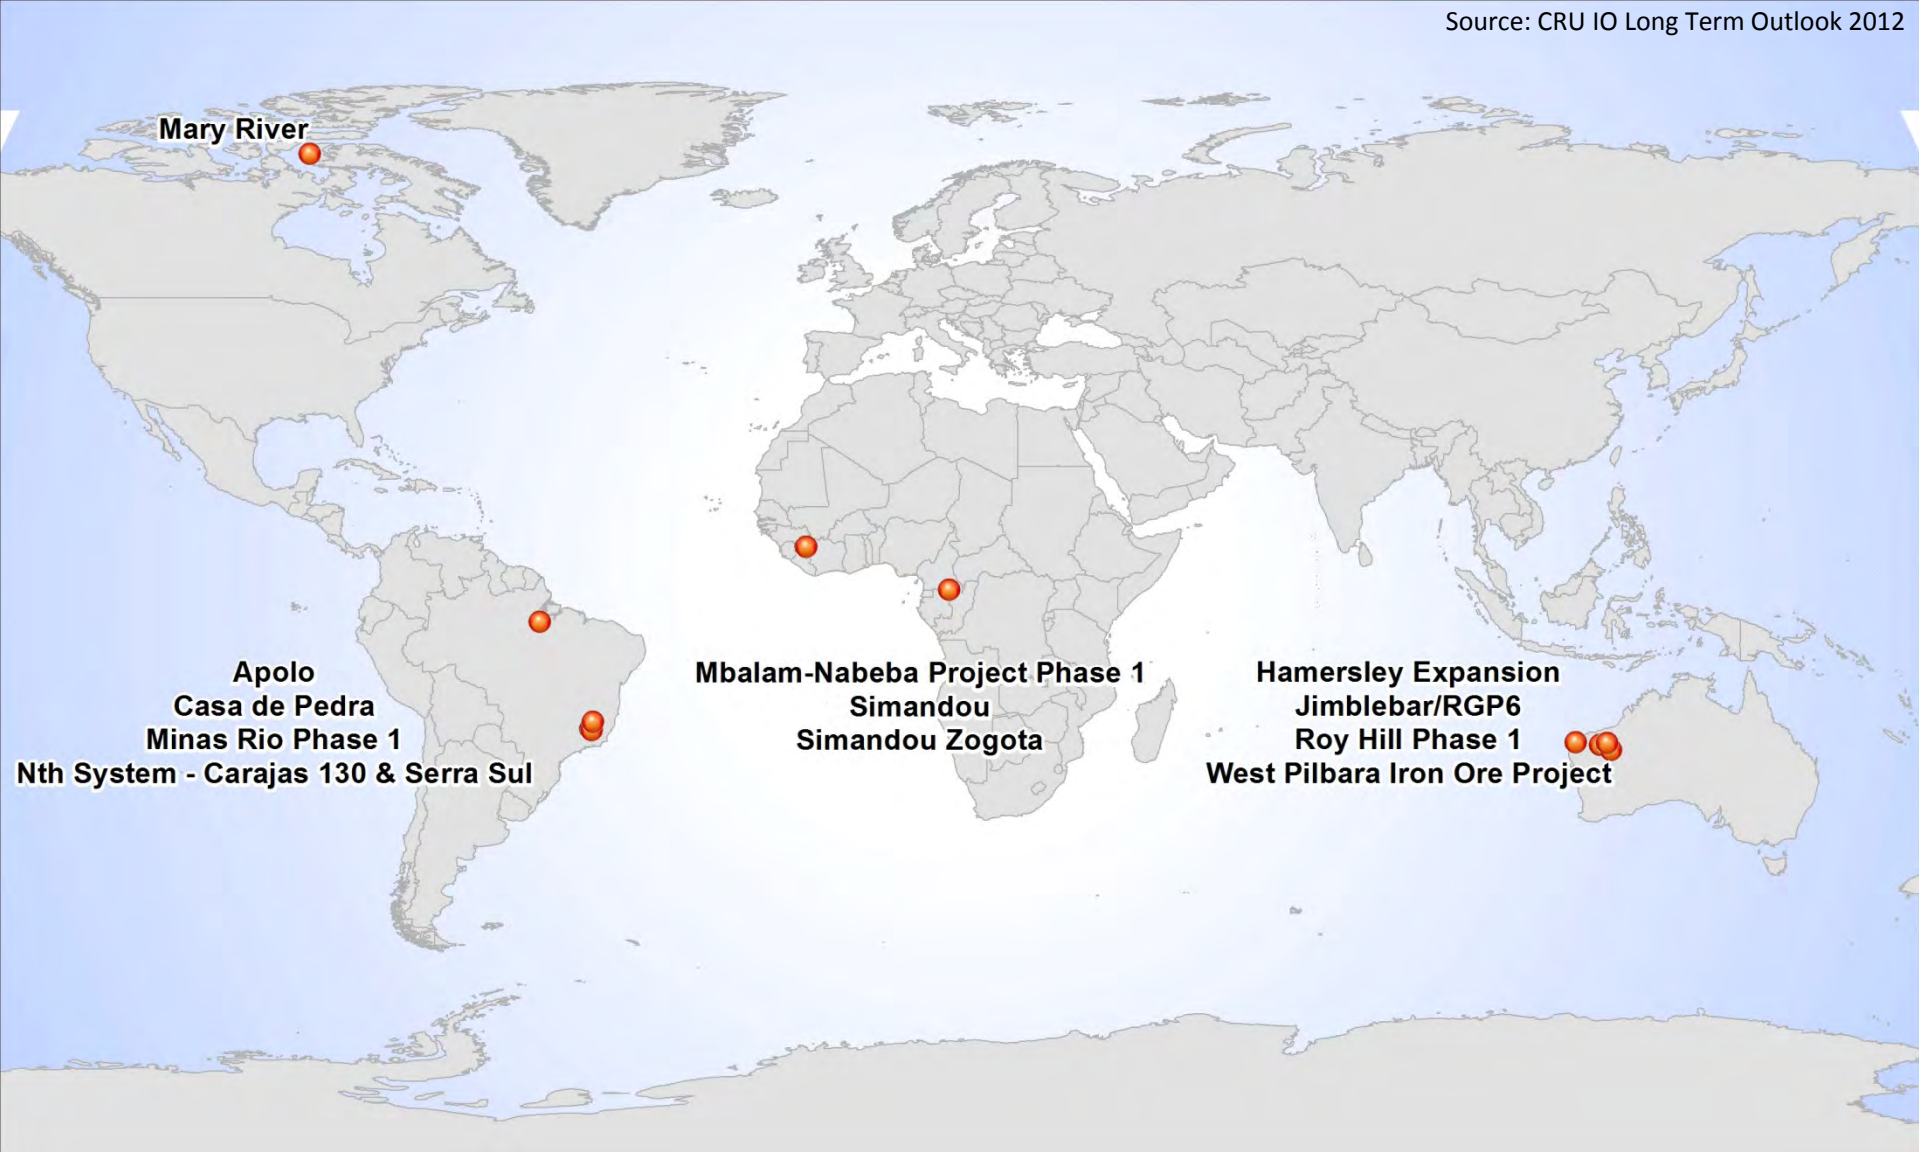 Source: CRU IO Long Term Outlook 2012
Mary River
Apolo
Casa de Pedra
Minas Rio Phase 1
Nth System - Carajas 130 & Serra Sul
Mbalam-Nabeba Project Phase 1
Simandou
Simandou Zogota
Hamersley Expansion
Jimblebar/RGP6
Roy Hill Phase 1
West Pilbara Iron Ore Project